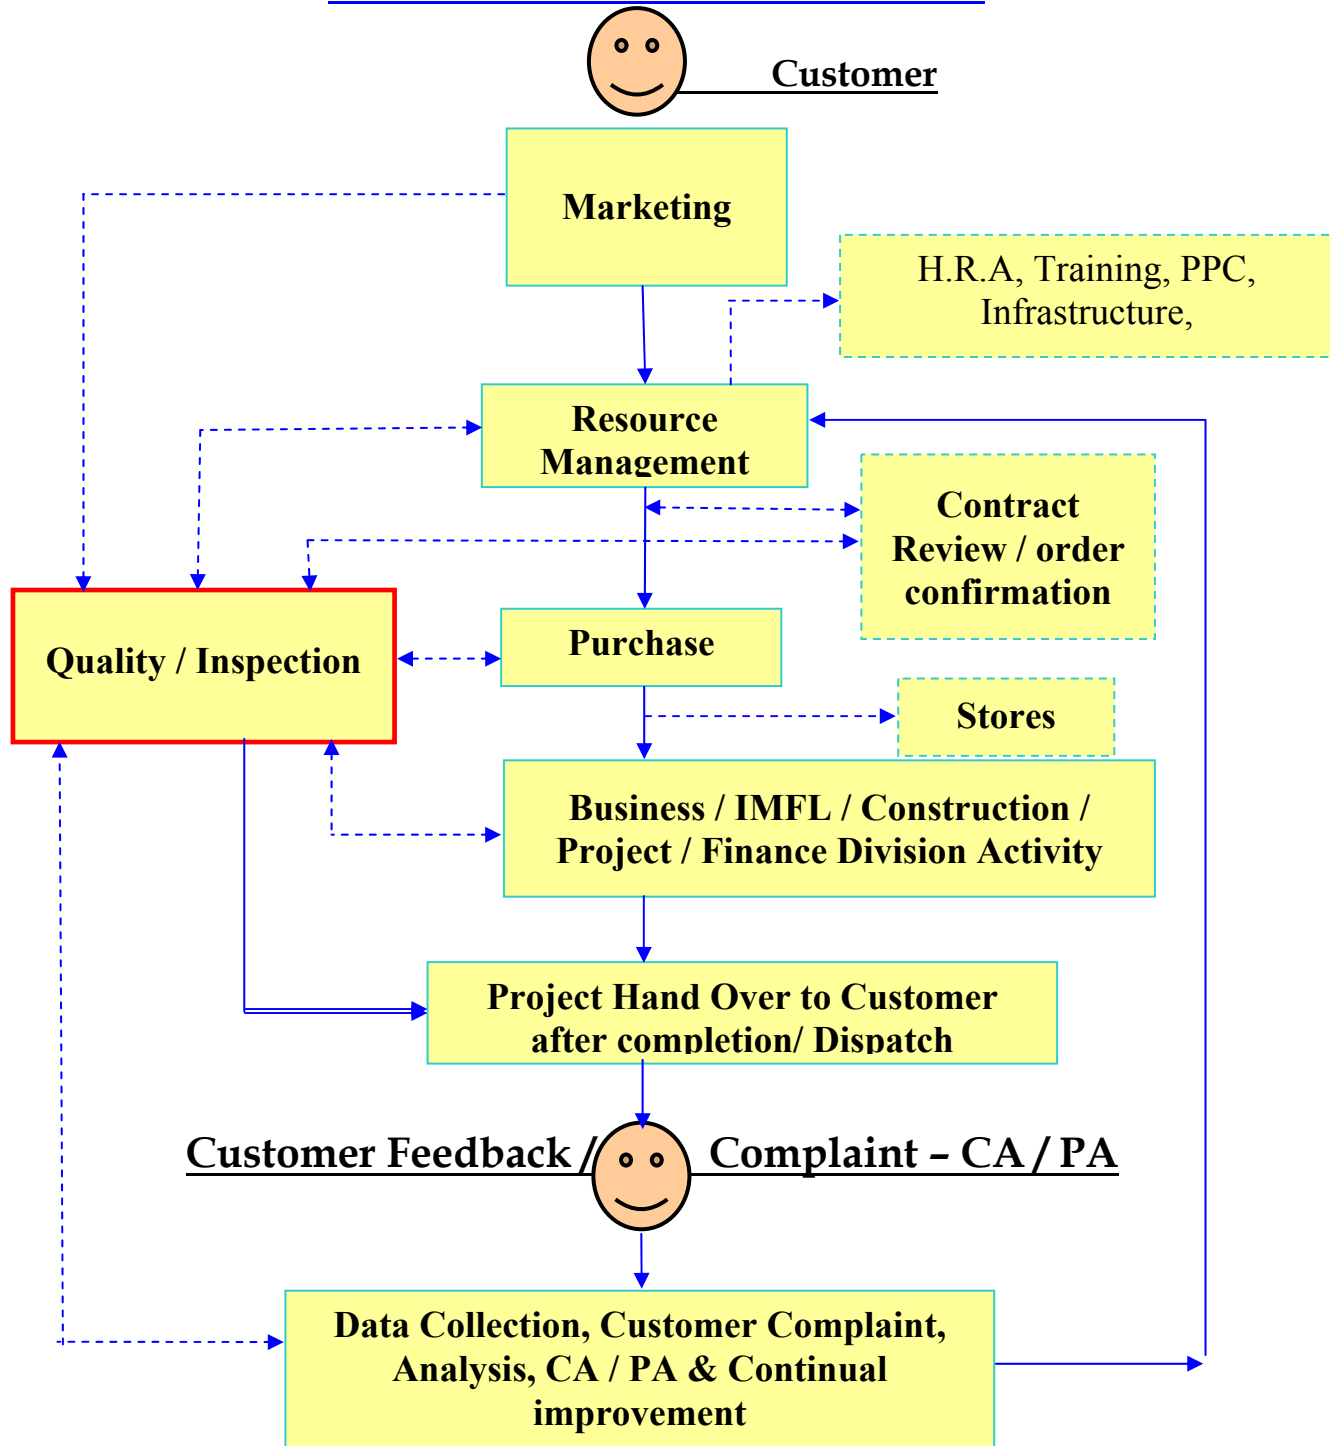 Customer
Marketing
H.R.A, Training, PPC,
Infrastructure,
Resource
Management
Contract
Review / order
confirmation
Purchase
Quality / Inspection
Stores
Business / IMFL / Construction /
Project / Finance Division Activity
Project Hand Over to Customer
after completion/ Dispatch
Customer Feedback / Complaint – CA / PA
Data Collection, Customer Complaint,
Analysis, CA / PA & Continual
improvement